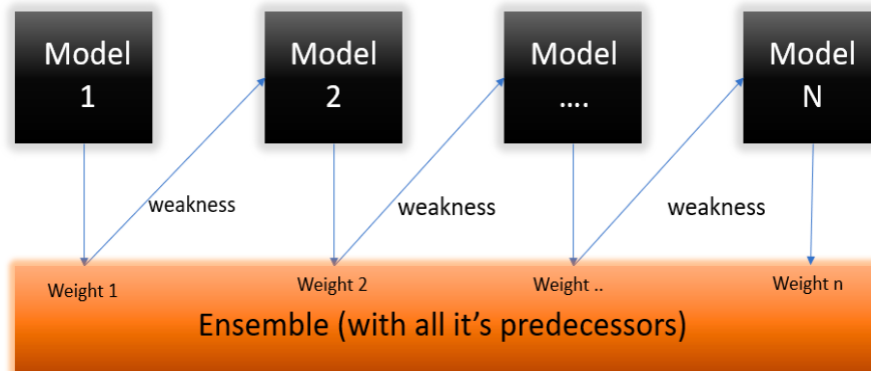 Model
1
Model
2
Model
....
Model
N
weakness
weakness
weakness
Weight 1
Weight 2
Weight ..
Weight n
Ensemble (with all it's predecessors)